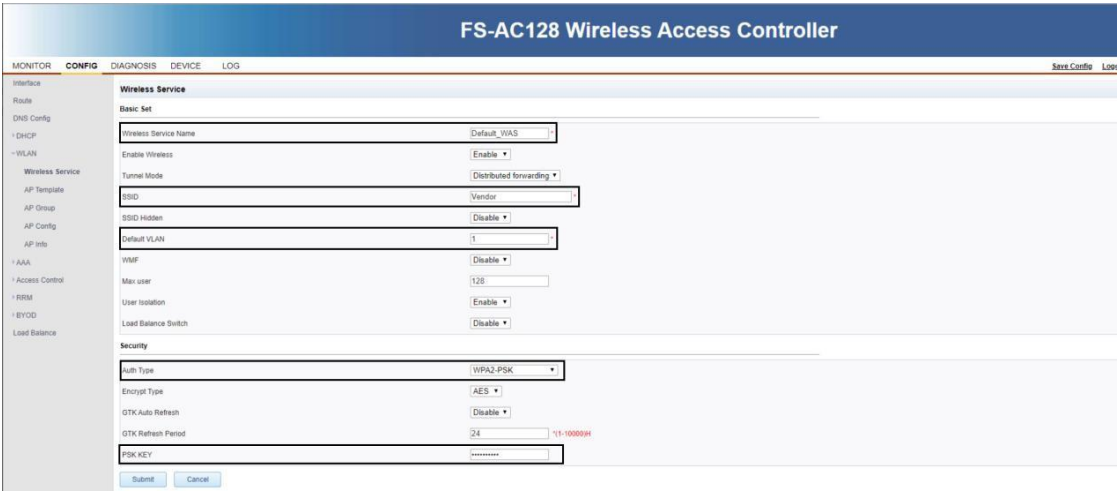 FS-AC128 Wireless Access Controller
MONITOR CONFIG DIAGNOSIS DEVICE LOG Save Config
Interface
Route
DNS Config
DHCP
WLAN
Wireless Service
AP Template
AP Group
AP Config
AP Info
AAA
Access Control
RRM
BYOD
Load Balance
Wireless Service
Basic Set
Wireless Service Name Default_WAS *
Enable Wireless Enable
Tunnel Mode Distributed forwarding
SSID Vendor *
SSID Hidden Disable
Default VLAN 1 *
WMF Disable
Max user 128
User Isolation Enable
Load Balance Switch Disable
Security
Auth Type WPA2-PSK
Encrypt Type AES
GTK Auto Refresh Disable
GTK Refresh Period 24 *(1-10000)H
PSK KEY ••••••••••
Submit Cancel